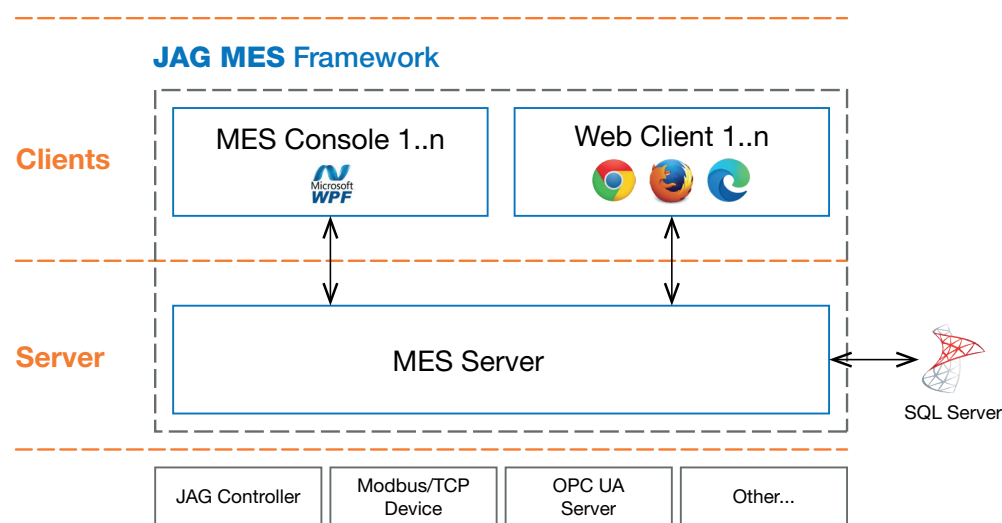 JAG MES Framework
Clients
MES Console 1..n
Microsoft
WPF
Web Client 1..n
Server
MES Server
SQL Server
JAG Controller
Modbus/TCP
Device
OPC UA
Server
Other...